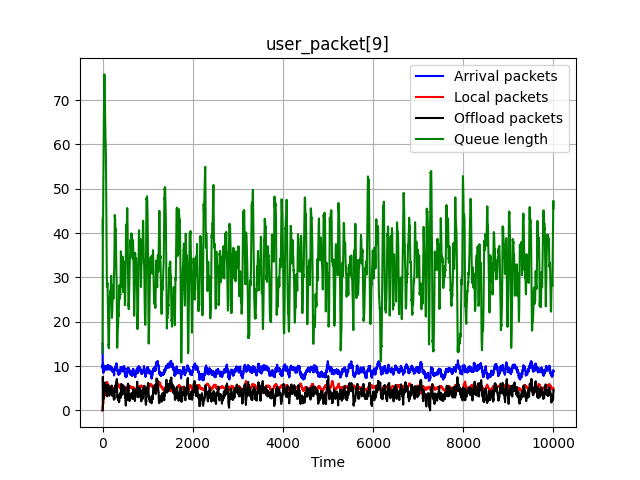 user_packet[9]
Arrival packets
Local packets
Offload packets
Queue length
70
60
50
40
30
20
10
0
0 2000 4000 6000 8000 10000
Time